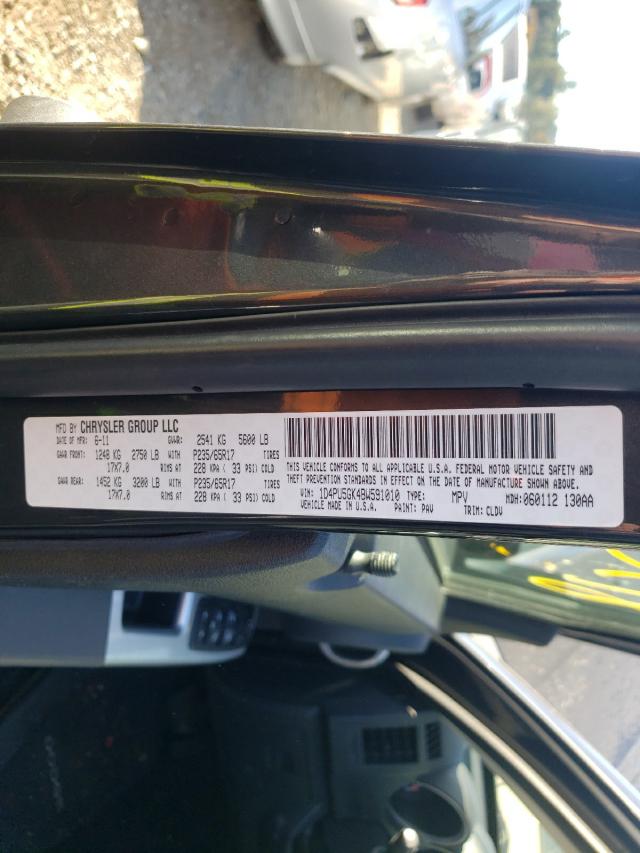 MFD BY CHRYSLER GROUP LLC
DATE OF MFR: 6-11 GVWR: 2541 KG 5600 LB
GAWR FRONT: 1248 KG 2750 LB WITH P235/65R17 TIRES
17X7.0 RIMS AT 228 KPA ( 33 PSI) COLD
GAWR REAR: 1452 KG 3200 LB WITH P235/65R17 TIRES
17X7.0 RIMS AT 228 KPA ( 33 PSI) COLD
THIS VEHICLE CONFORMS TO ALL APPLICABLE U.S.A. FEDERAL MOTOR VEHICLE SAFETY AND
THEFT PREVENTION STANDARDS IN EFFECT ON THE DATE OF MANUFACTURE SHOWN ABOVE.
VIN: 1D4PU5GK4BW591010 TYPE: MPV MDH: 060112 130AA
VEHICLE MADE IN U.S.A. PAINT: PAV TRIM: CLDV